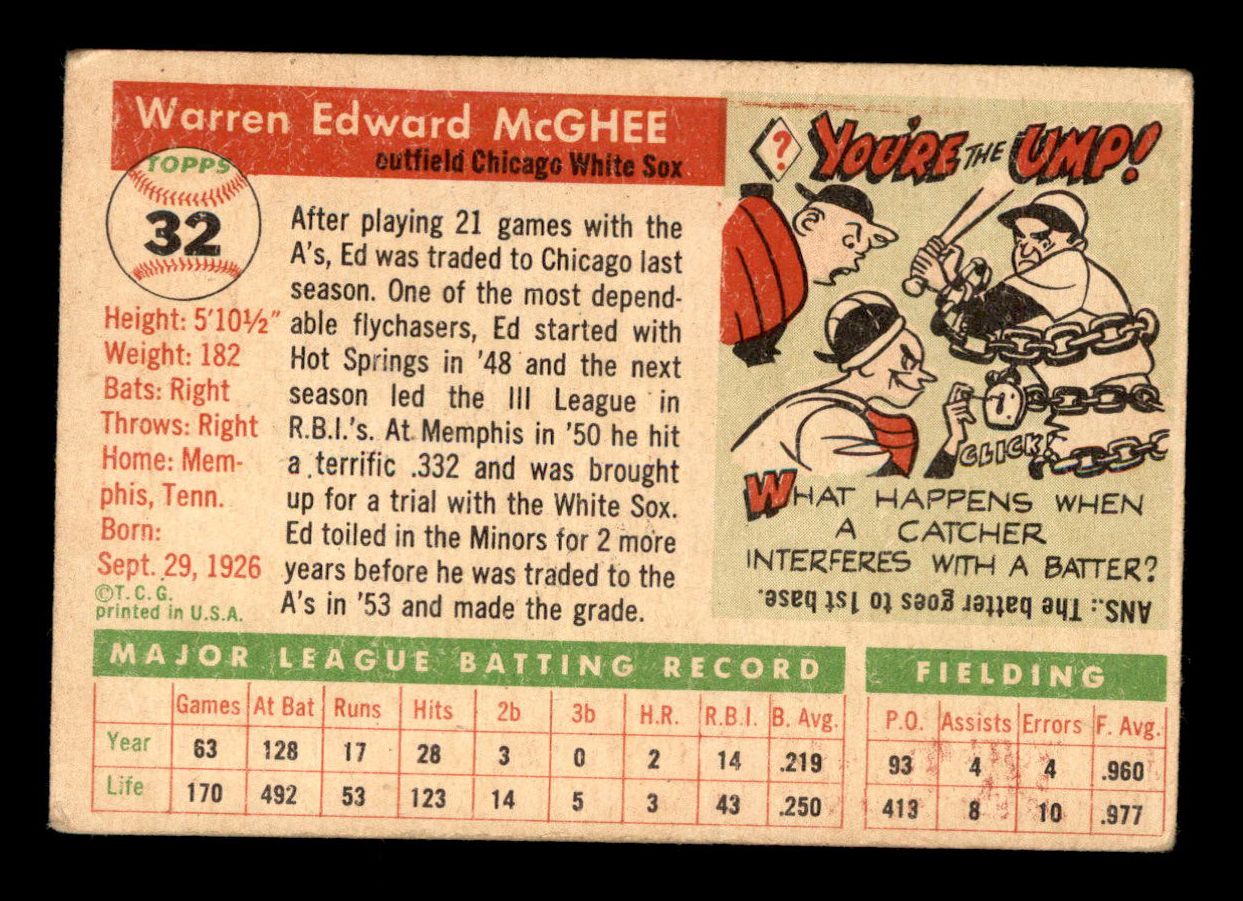 Warren Edward McGHEE
outfield Chicago White Sox
TOPPS
32
Height: 5'10½"
Weight: 182
Bats: Right
Throws: Right
Home: Mem-
phis, Tenn.
Born:
Sept. 29, 1926
©T. C. G.
printed in U.S.A.
After playing 21 games with the
A's, Ed was traded to Chicago last
season. One of the most depend-
able flychasers, Ed started with
Hot Springs in '48 and the next
season led the III League in
R.B.I.'s. At Memphis in '50 he hit
a terrific .332 and was brought
up for a trial with the White Sox.
Ed toiled in the Minors for 2 more
years before he was traded to the
A's in '53 and made the grade.
? YOU'RE THE UMP!
CLICK!
WHAT HAPPENS WHEN
A CATCHER
INTERFERES WITH A BATTER?
ANS.: The batter goes to 1st base.
MAJOR LEAGUE BATTING RECORD
Games At Bat Runs Hits 2b 3b H.R. R.B.I. B. Avg.
Year 63 128 17 28 3 0 2 14 .219
Life 170 492 53 123 14 5 3 43 .250
FIELDING
P.O. Assists Errors F. Avg.
93 4 4 .960
413 8 10 .977